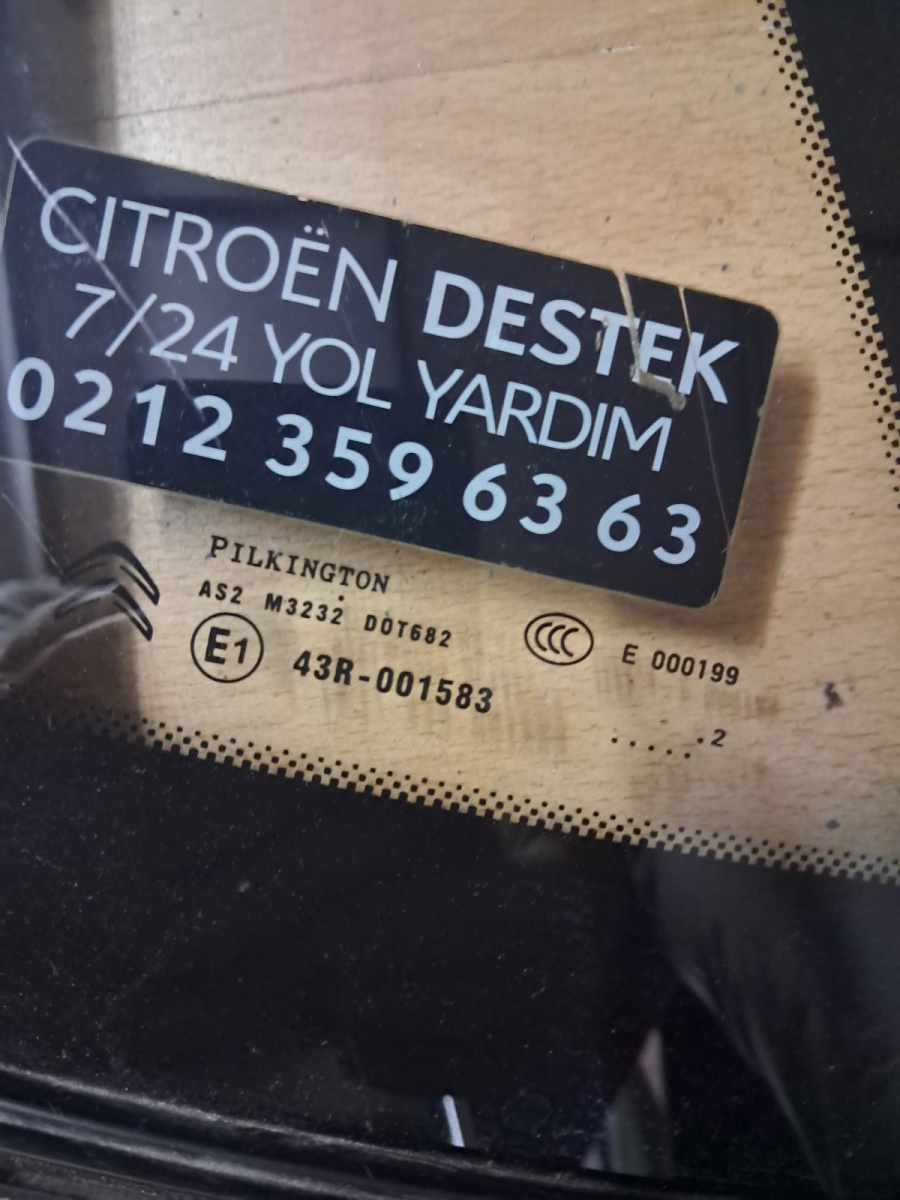 CITROËN DESTEK
7/24 YOL YARDIM
0212 359 63 63
PILKINGTON
AS2 M3232 DOT682
CCC E 000199
E1 43R-001583
. . . . . . . 2